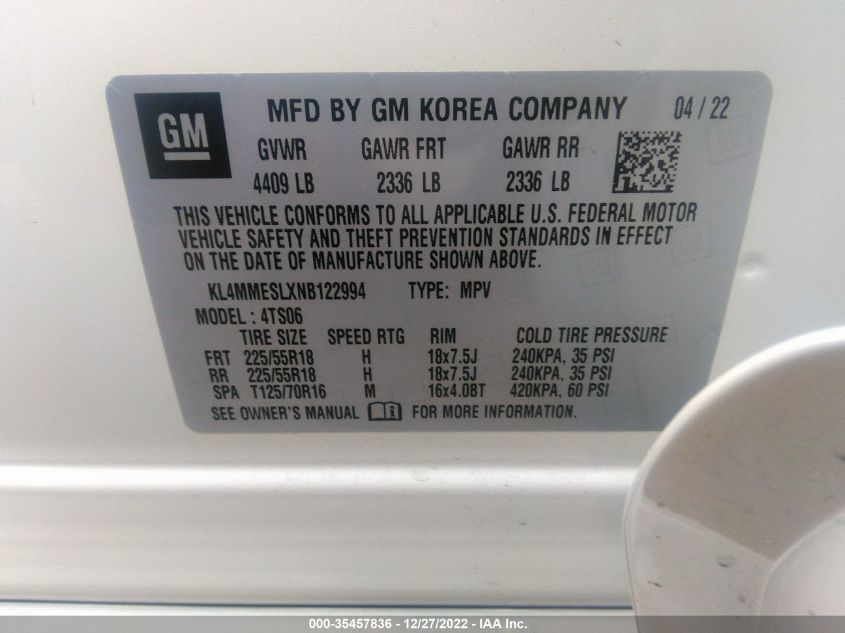 GM
MFD BY GM KOREA COMPANY 04 / 22
GVWR GAWR FRT GAWR RR
4409 LB 2336 LB 2336 LB
THIS VEHICLE CONFORMS TO ALL APPLICABLE U.S. FEDERAL MOTOR
VEHICLE SAFETY AND THEFT PREVENTION STANDARDS IN EFFECT
ON THE DATE OF MANUFACTURE SHOWN ABOVE.
KL4MMESLXNB122994 TYPE: MPV
MODEL : 4TS06
TIRE SIZE SPEED RTG RIM COLD TIRE PRESSURE
FRT 225/55R18 H 18x7.5J 240KPA, 35 PSI
RR 225/55R18 H 18x7.5J 240KPA, 35 PSI
SPA T125/70R16 M 16x4.0BT 420KPA, 60 PSI
SEE OWNER'S MANUAL FOR MORE INFORMATION.
000-35457836 - 12/27/2022 - IAA Inc.